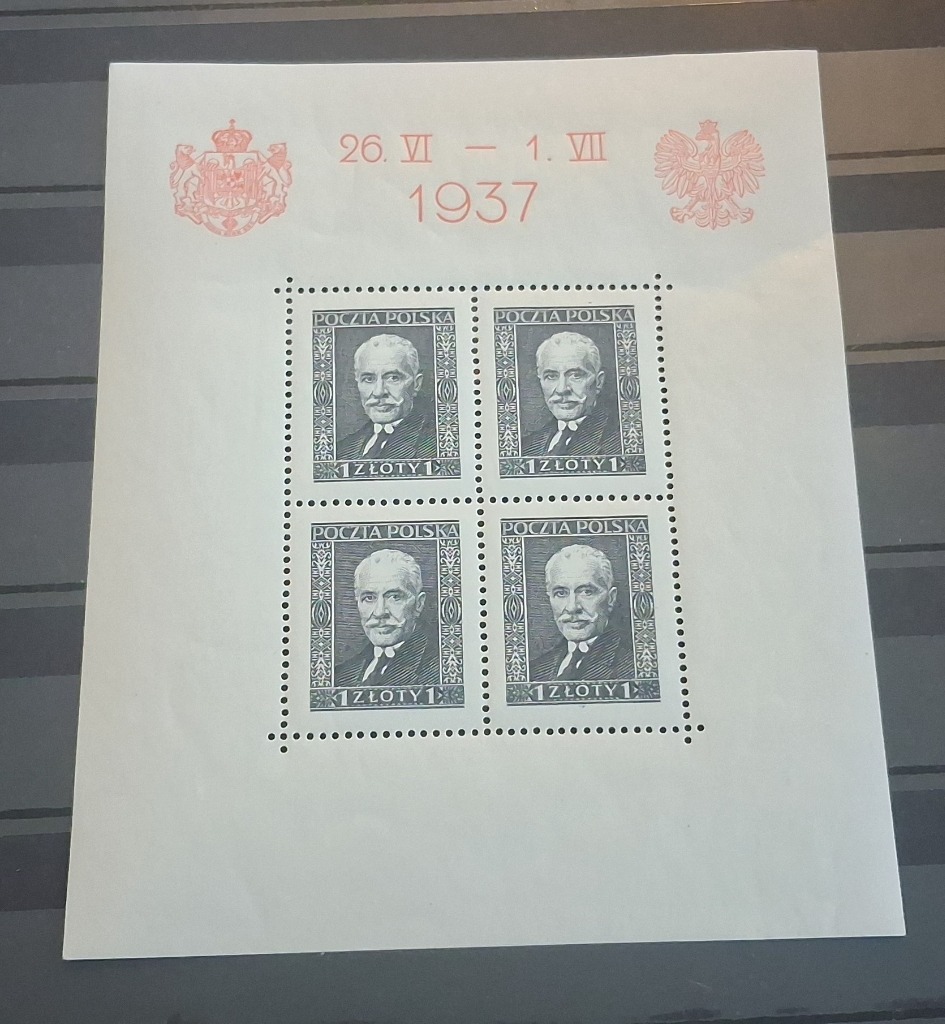 26. VI — 1. VII
1937
POCZTA POLSKA
1 ZŁOTY 1
POCZTA POLSKA
1 ZŁOTY 1
POCZTA POLSKA
1 ZŁOTY 1
POCZTA POLSKA
1 ZŁOTY 1